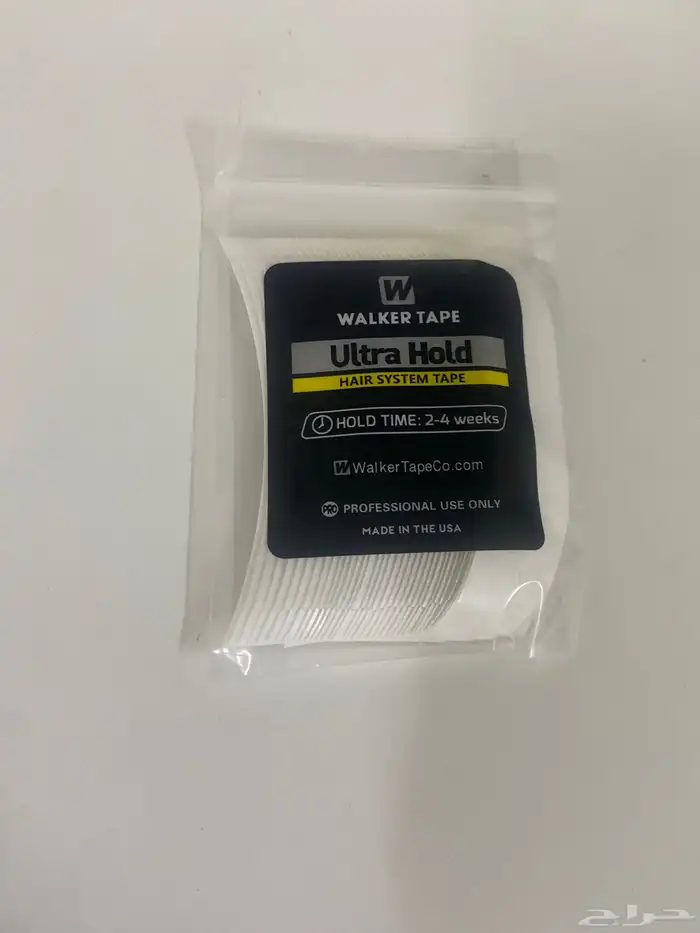 W
WALKER TAPE
Ultra Hold
HAIR SYSTEM TAPE
HOLD TIME: 2-4 weeks
W WalkerTapeCo.com
PRO PROFESSIONAL USE ONLY
MADE IN THE USA
حراج